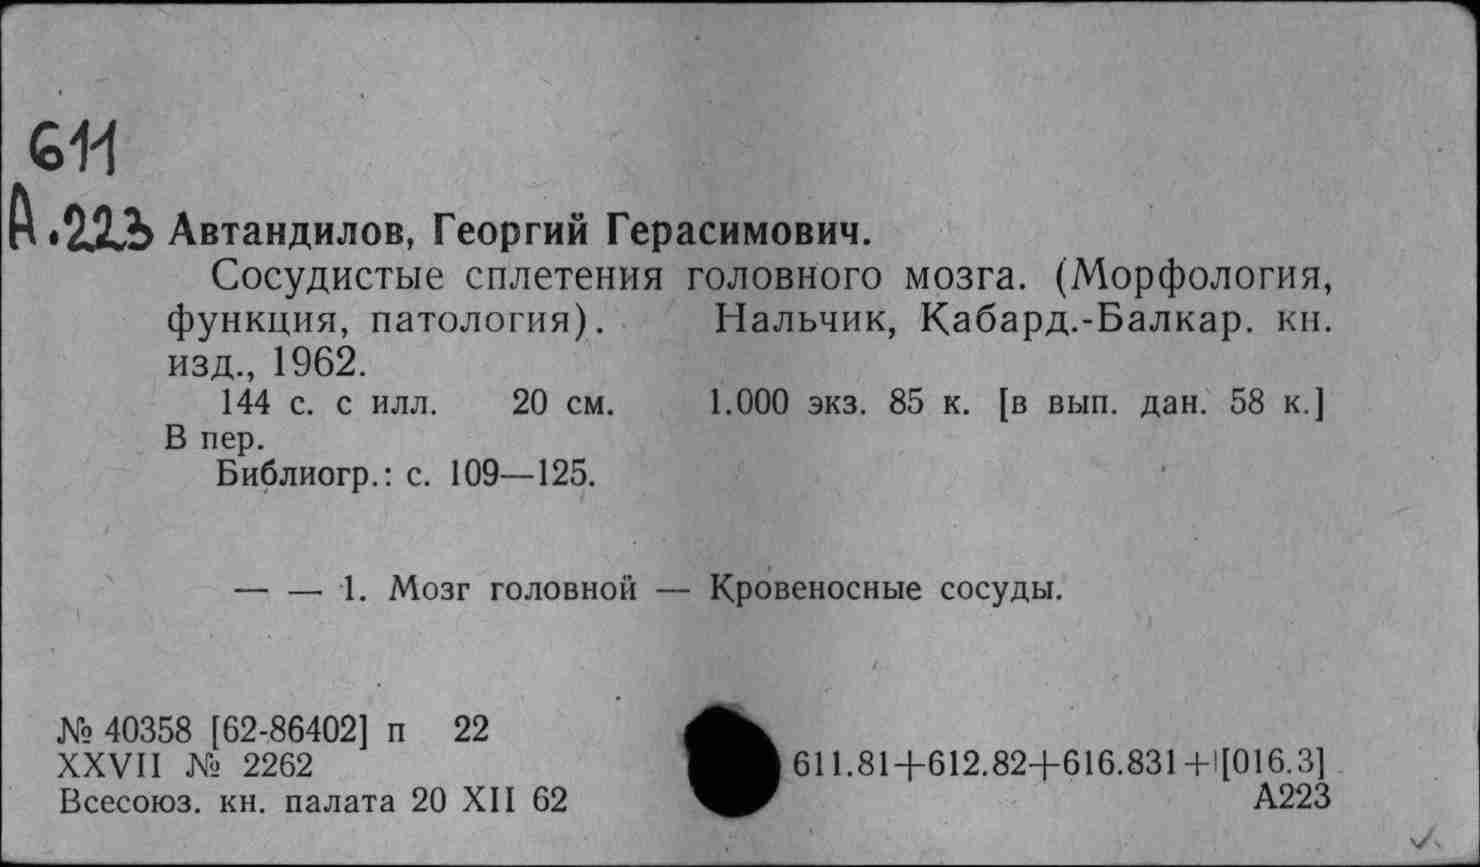 611
А.223 Автандилов, Георгий Герасимович.
Сосудистые сплетения головного мозга. (Морфология,
функция, патология). Нальчик, Кабард.-Балкар. кн.
изд., 1962.
144 с. с илл. 20 см. 1.000 экз. 85 к. [в вып. дан. 58 к.]
В пер.
Библиогр.: с. 109—125.
— — 1. Мозг головной — Кровеносные сосуды.
№ 40358 [62-86402] п 22
XXVII № 2262
Всесоюз. кн. палата 20 XII 62
611.81+612.82+616.831+[016.3]
А223